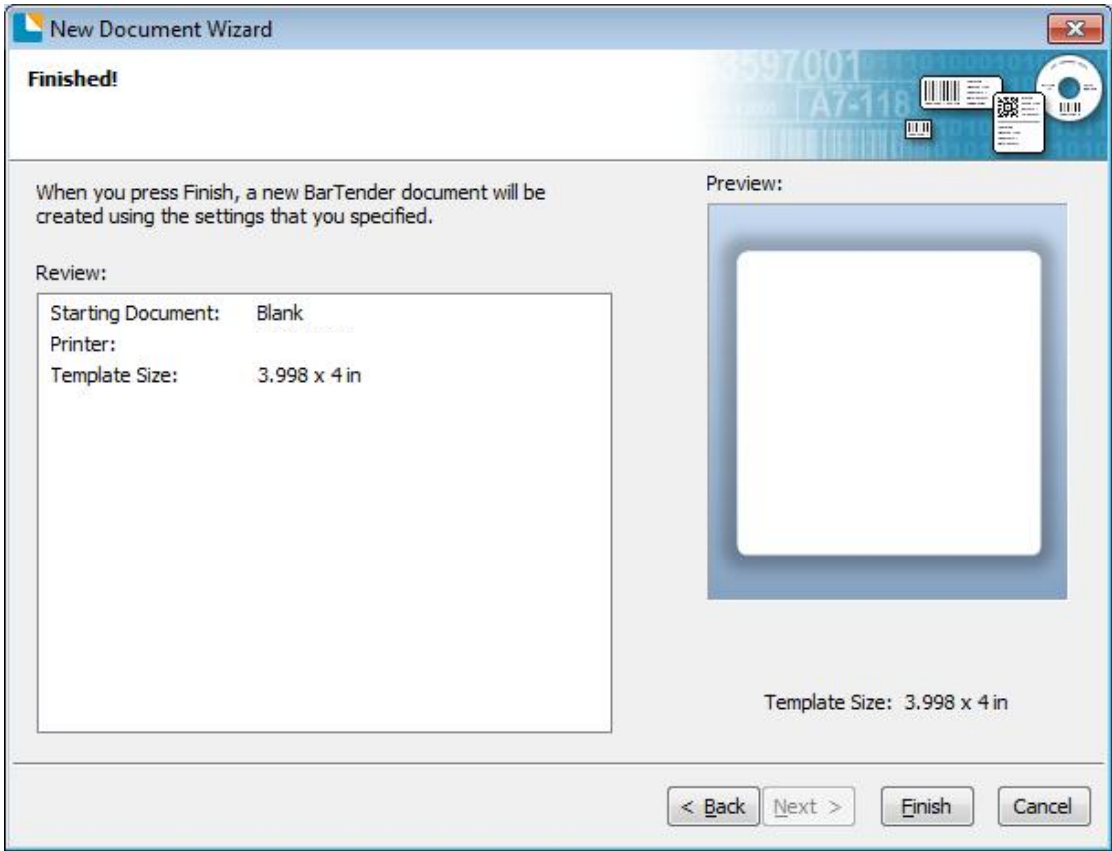 New Document Wizard
Finished!
3597001
A7-118
When you press Finish, a new BarTender document will be
created using the settings that you specified.
Preview:
Review:
Starting Document: Blank
Printer:
Template Size: 3.998 x 4 in
Template Size: 3.998 x 4 in
< Back
Next >
Finish
Cancel